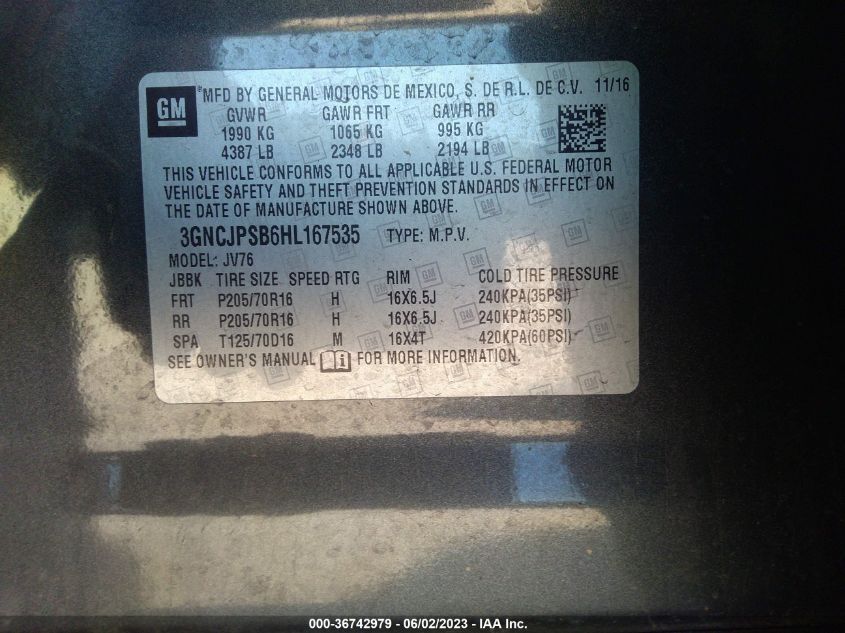 GM
®MFD BY GENERAL MOTORS DE MEXICO, S. DE R.L. DE C.V. 11/16
GVWR GAWR FRT GAWR RR
1990 KG 1065 KG 995 KG
4387 LB 2348 LB 2194 LB
THIS VEHICLE CONFORMS TO ALL APPLICABLE U.S. FEDERAL MOTOR
VEHICLE SAFETY AND THEFT PREVENTION STANDARDS IN EFFECT ON
THE DATE OF MANUFACTURE SHOWN ABOVE.
3GNCJPSB6HL167535 TYPE: M.P.V.
MODEL: JV76
JBBK TIRE SIZE SPEED RTG RIM COLD TIRE PRESSURE
FRT P205/70R16 H 16X6.5J 240KPA(35PSI)
RR P205/70R16 H 16X6.5J 240KPA(35PSI)
SPA T125/70D16 M 16X4T 420KPA(60PSI)
SEE OWNER'S MANUAL FOR MORE INFORMATION.
000-36742979 - 06/02/2023 - IAA Inc.